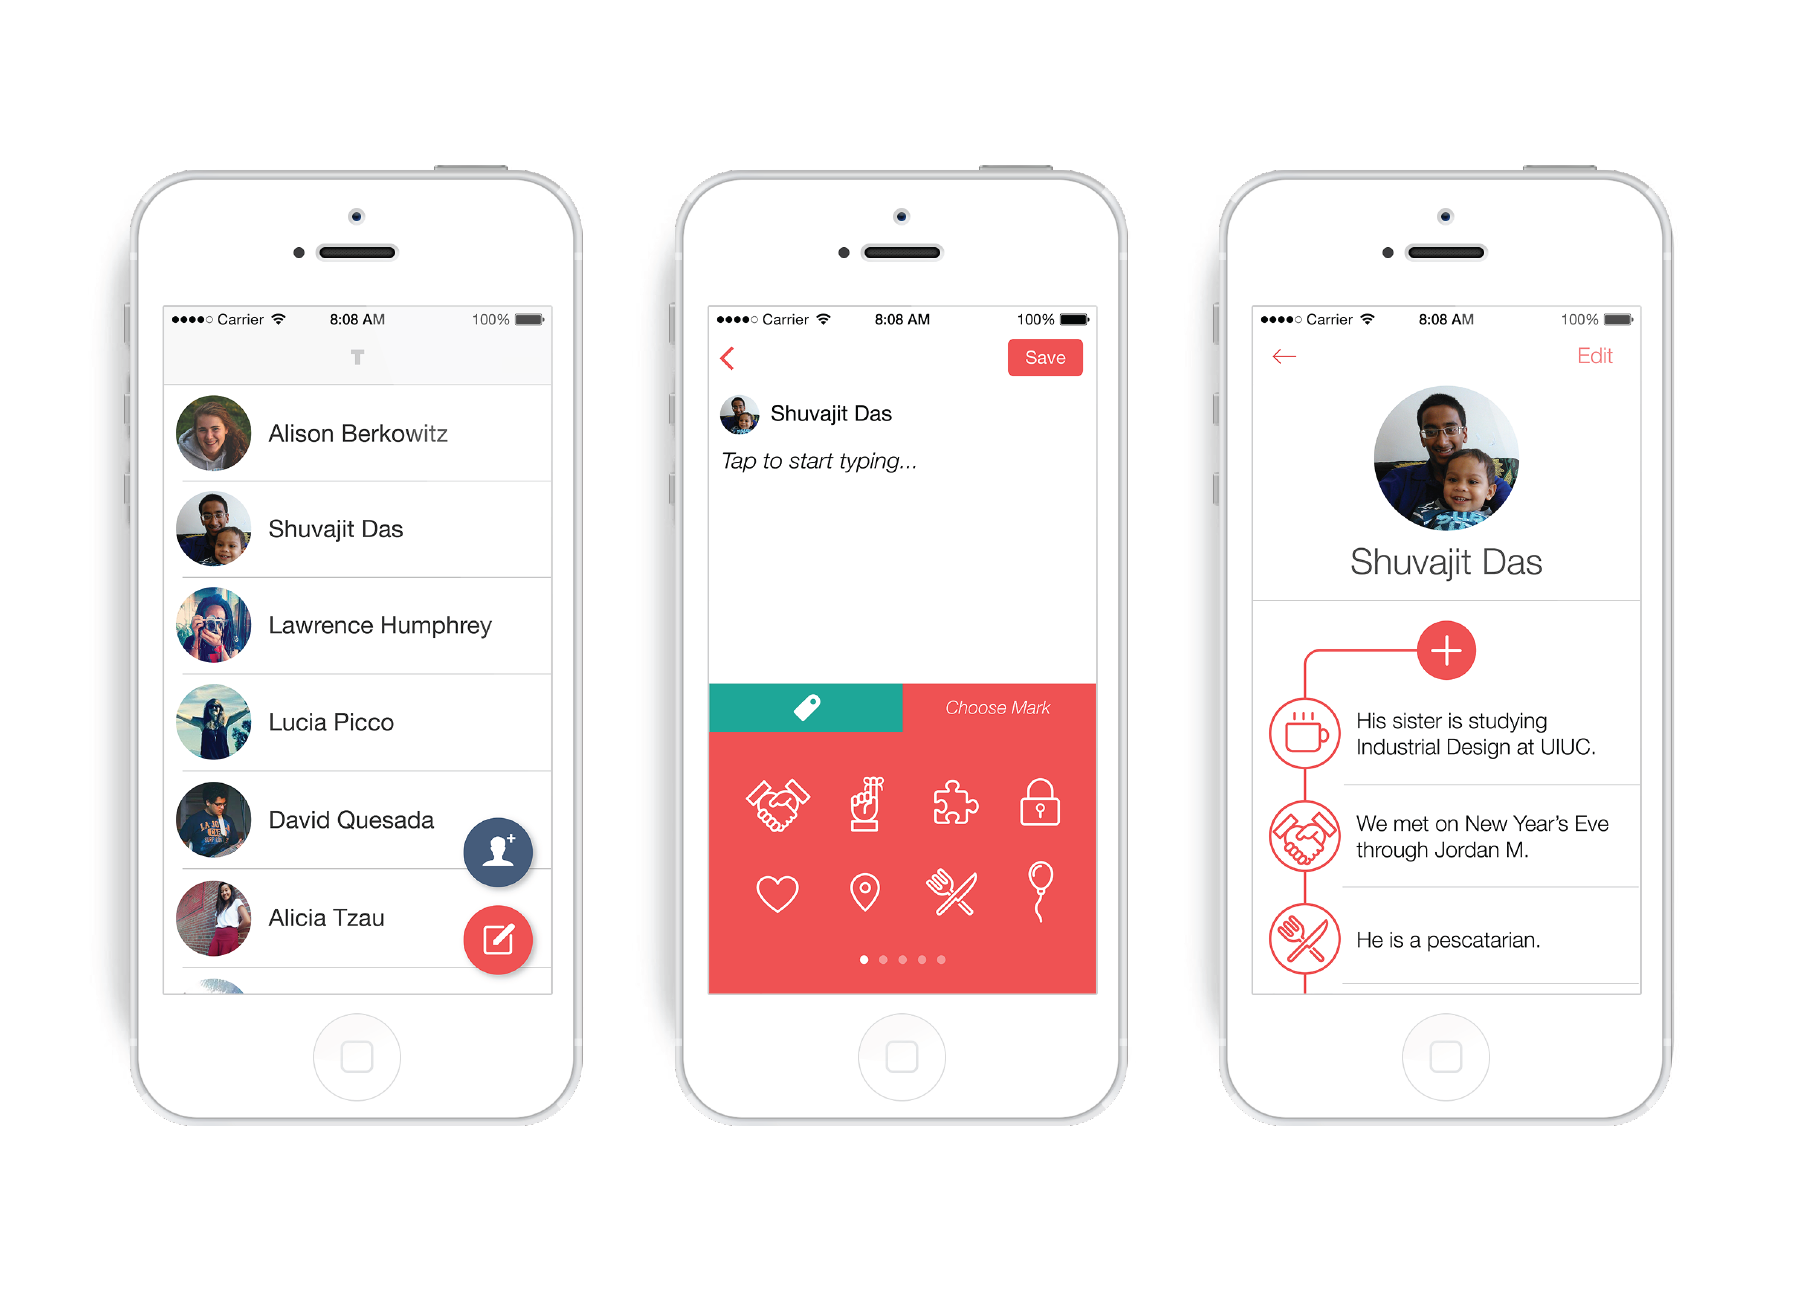 Carrier 8:08 AM 100%
T
Alison Berkowitz
Shuvajit Das
Lawrence Humphrey
Lucia Picco
David Quesada
Alicia Tzau
Carrier 8:08 AM 100%
Save
Shuvajit Das
Tap to start typing...
Choose Mark
Carrier 8:08 AM 100%
Edit
Shuvajit Das
His sister is studying
Industrial Design at UIUC.
We met on New Year's Eve
through Jordan M.
He is a pescatarian.